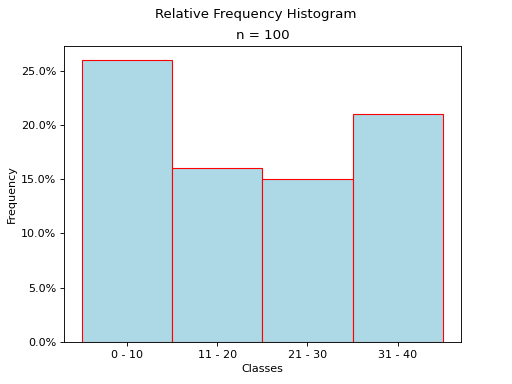 Relative Frequency Histogram
n = 100
25.0%
20.0%
15.0%
10.0%
5.0%
0.0%
Frequency
0 - 10
11 - 20
21 - 30
31 - 40
Classes